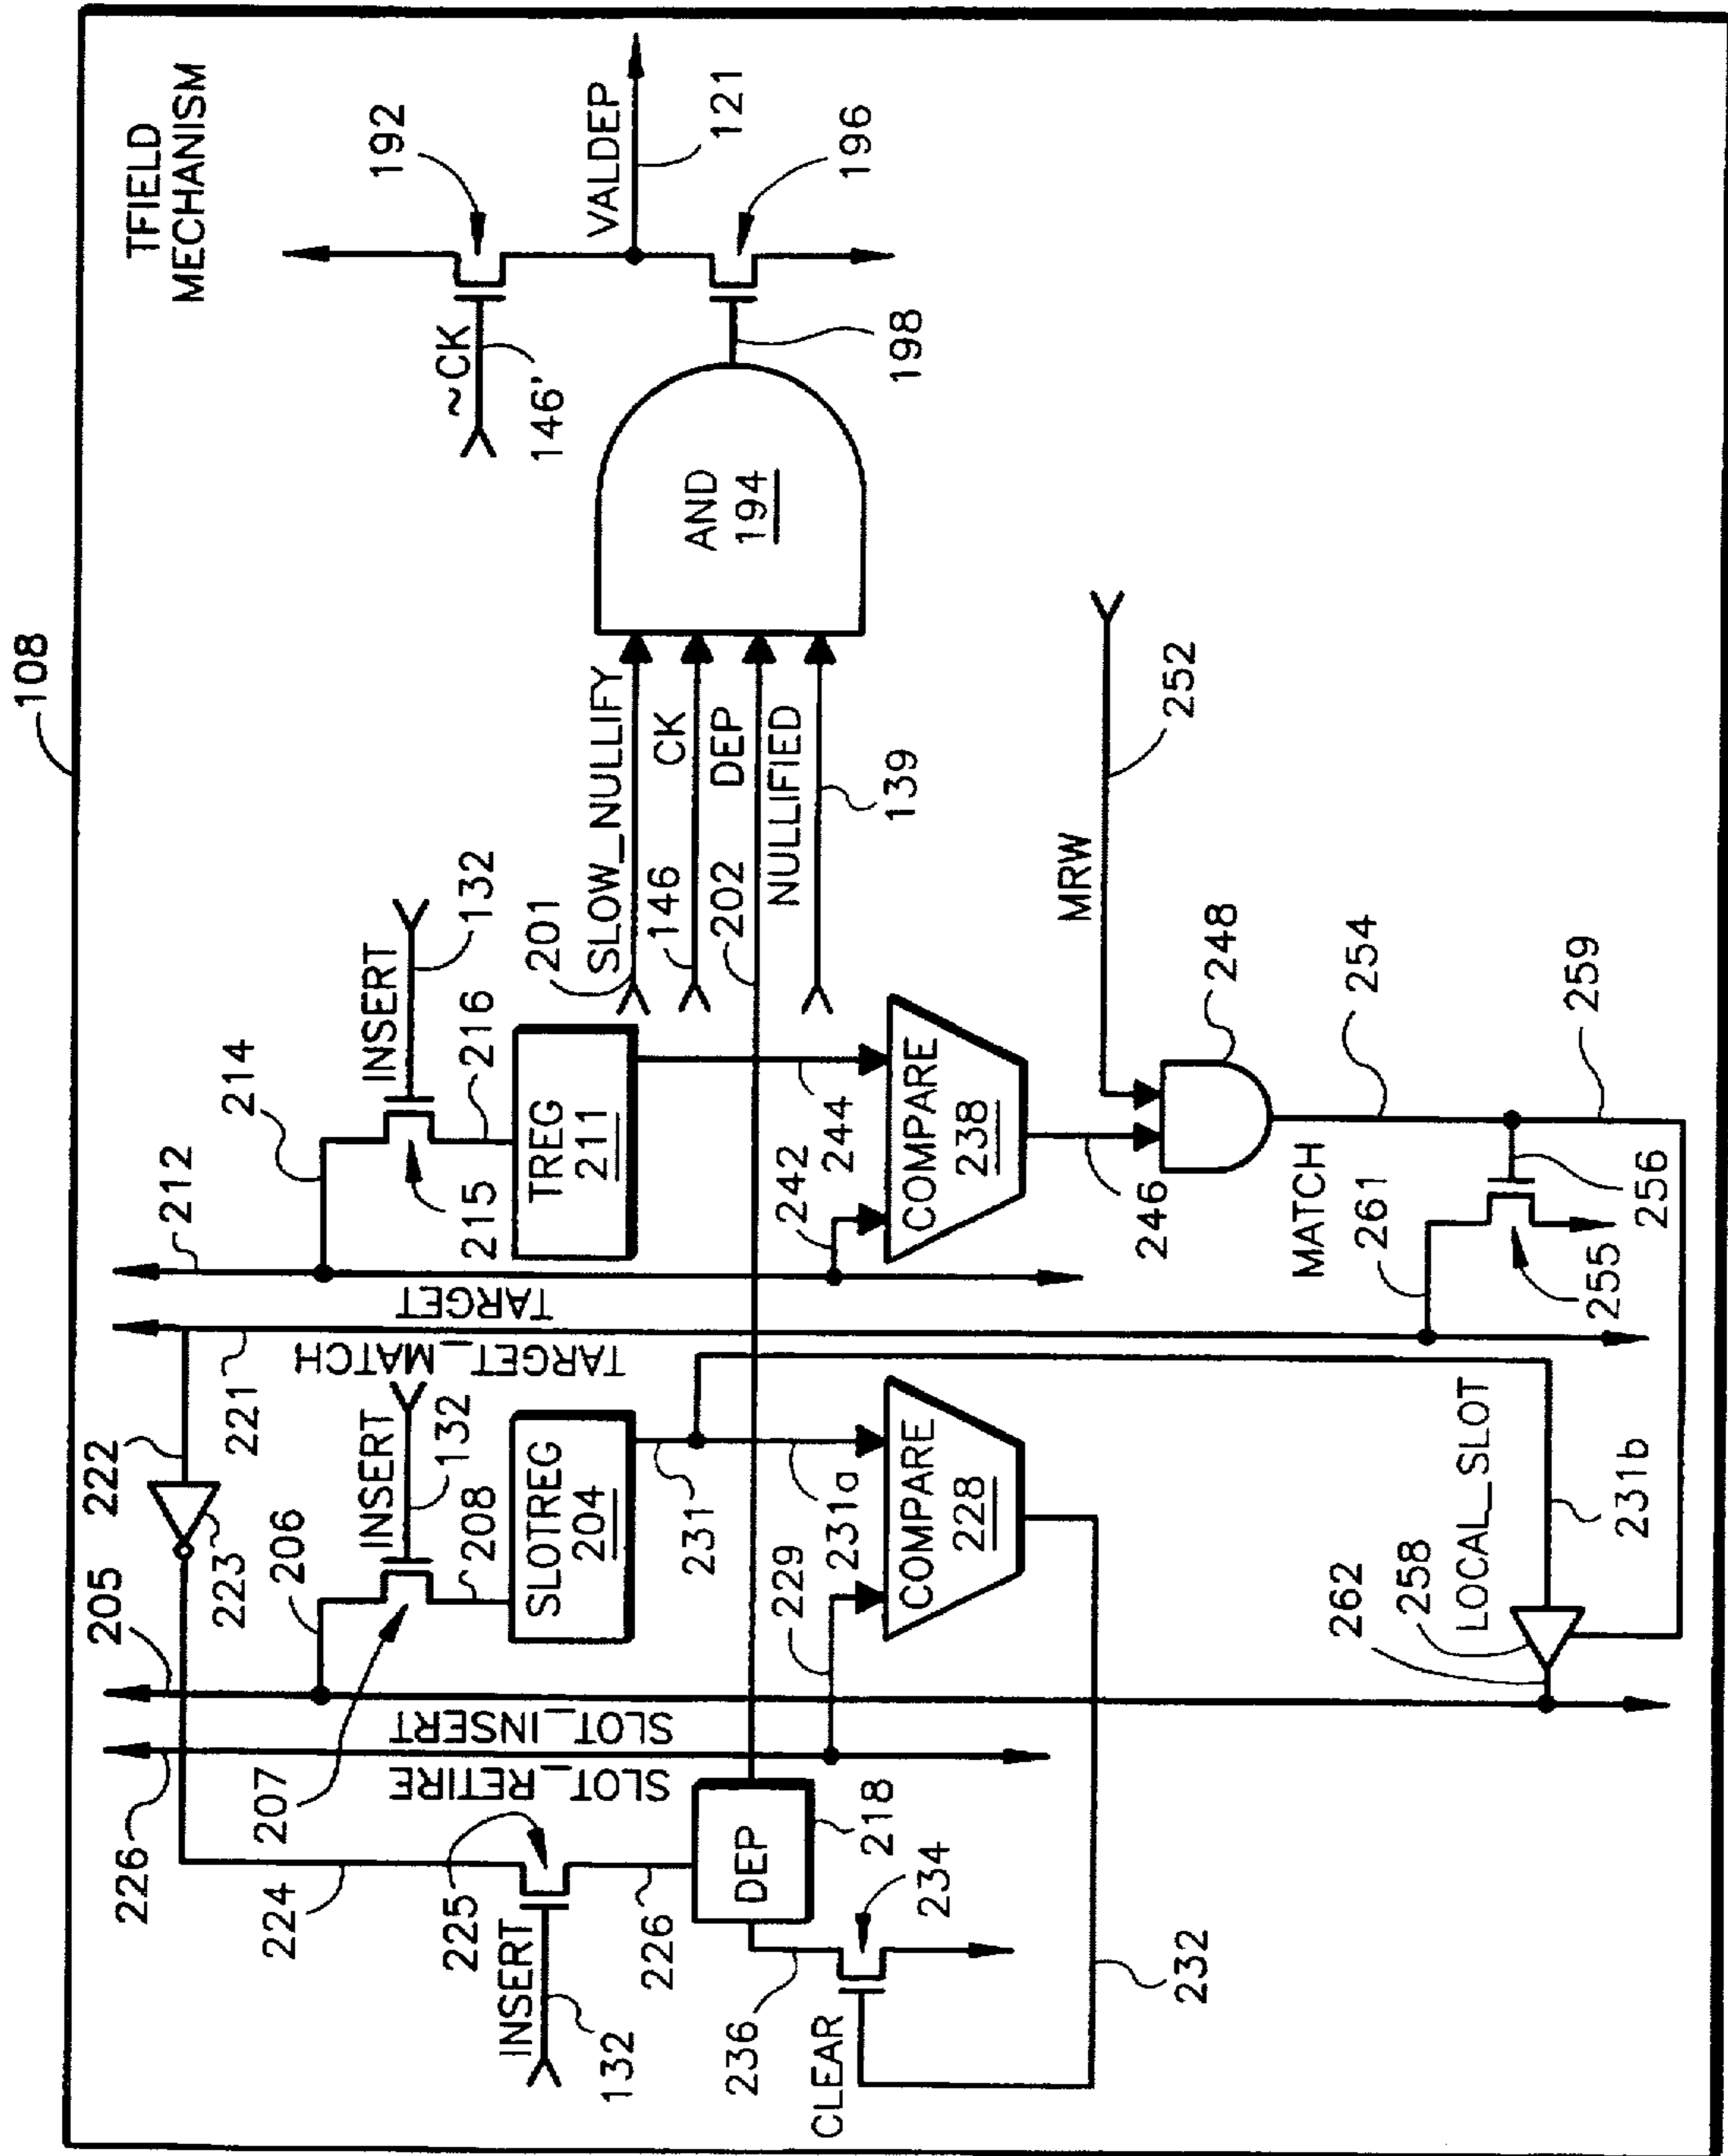 108
TFIELD
MECHANISM
192
~CK
146'
VALDEP
121
196
198
AND
194
SLOW_NULLIFY
201
CK
146
DEP
202
NULLIFIED
139
214
212
INSERT
132
216
215
TREG
211
TARGET
TARGET_MATCH
221
222
223
205
206
INSERT
132
208
207
SLOTREG
204
SLOT_INSERT
SLOT_RETIRE
226
224
225
INSERT
132
226
DEP
218
234
236
CLEAR
232
231
231a
229
COMPARE
228
242
244
COMPARE
238
246
MRW
252
248
254
259
MATCH
261
256
255
LOCAL_SLOT
231b
258
262